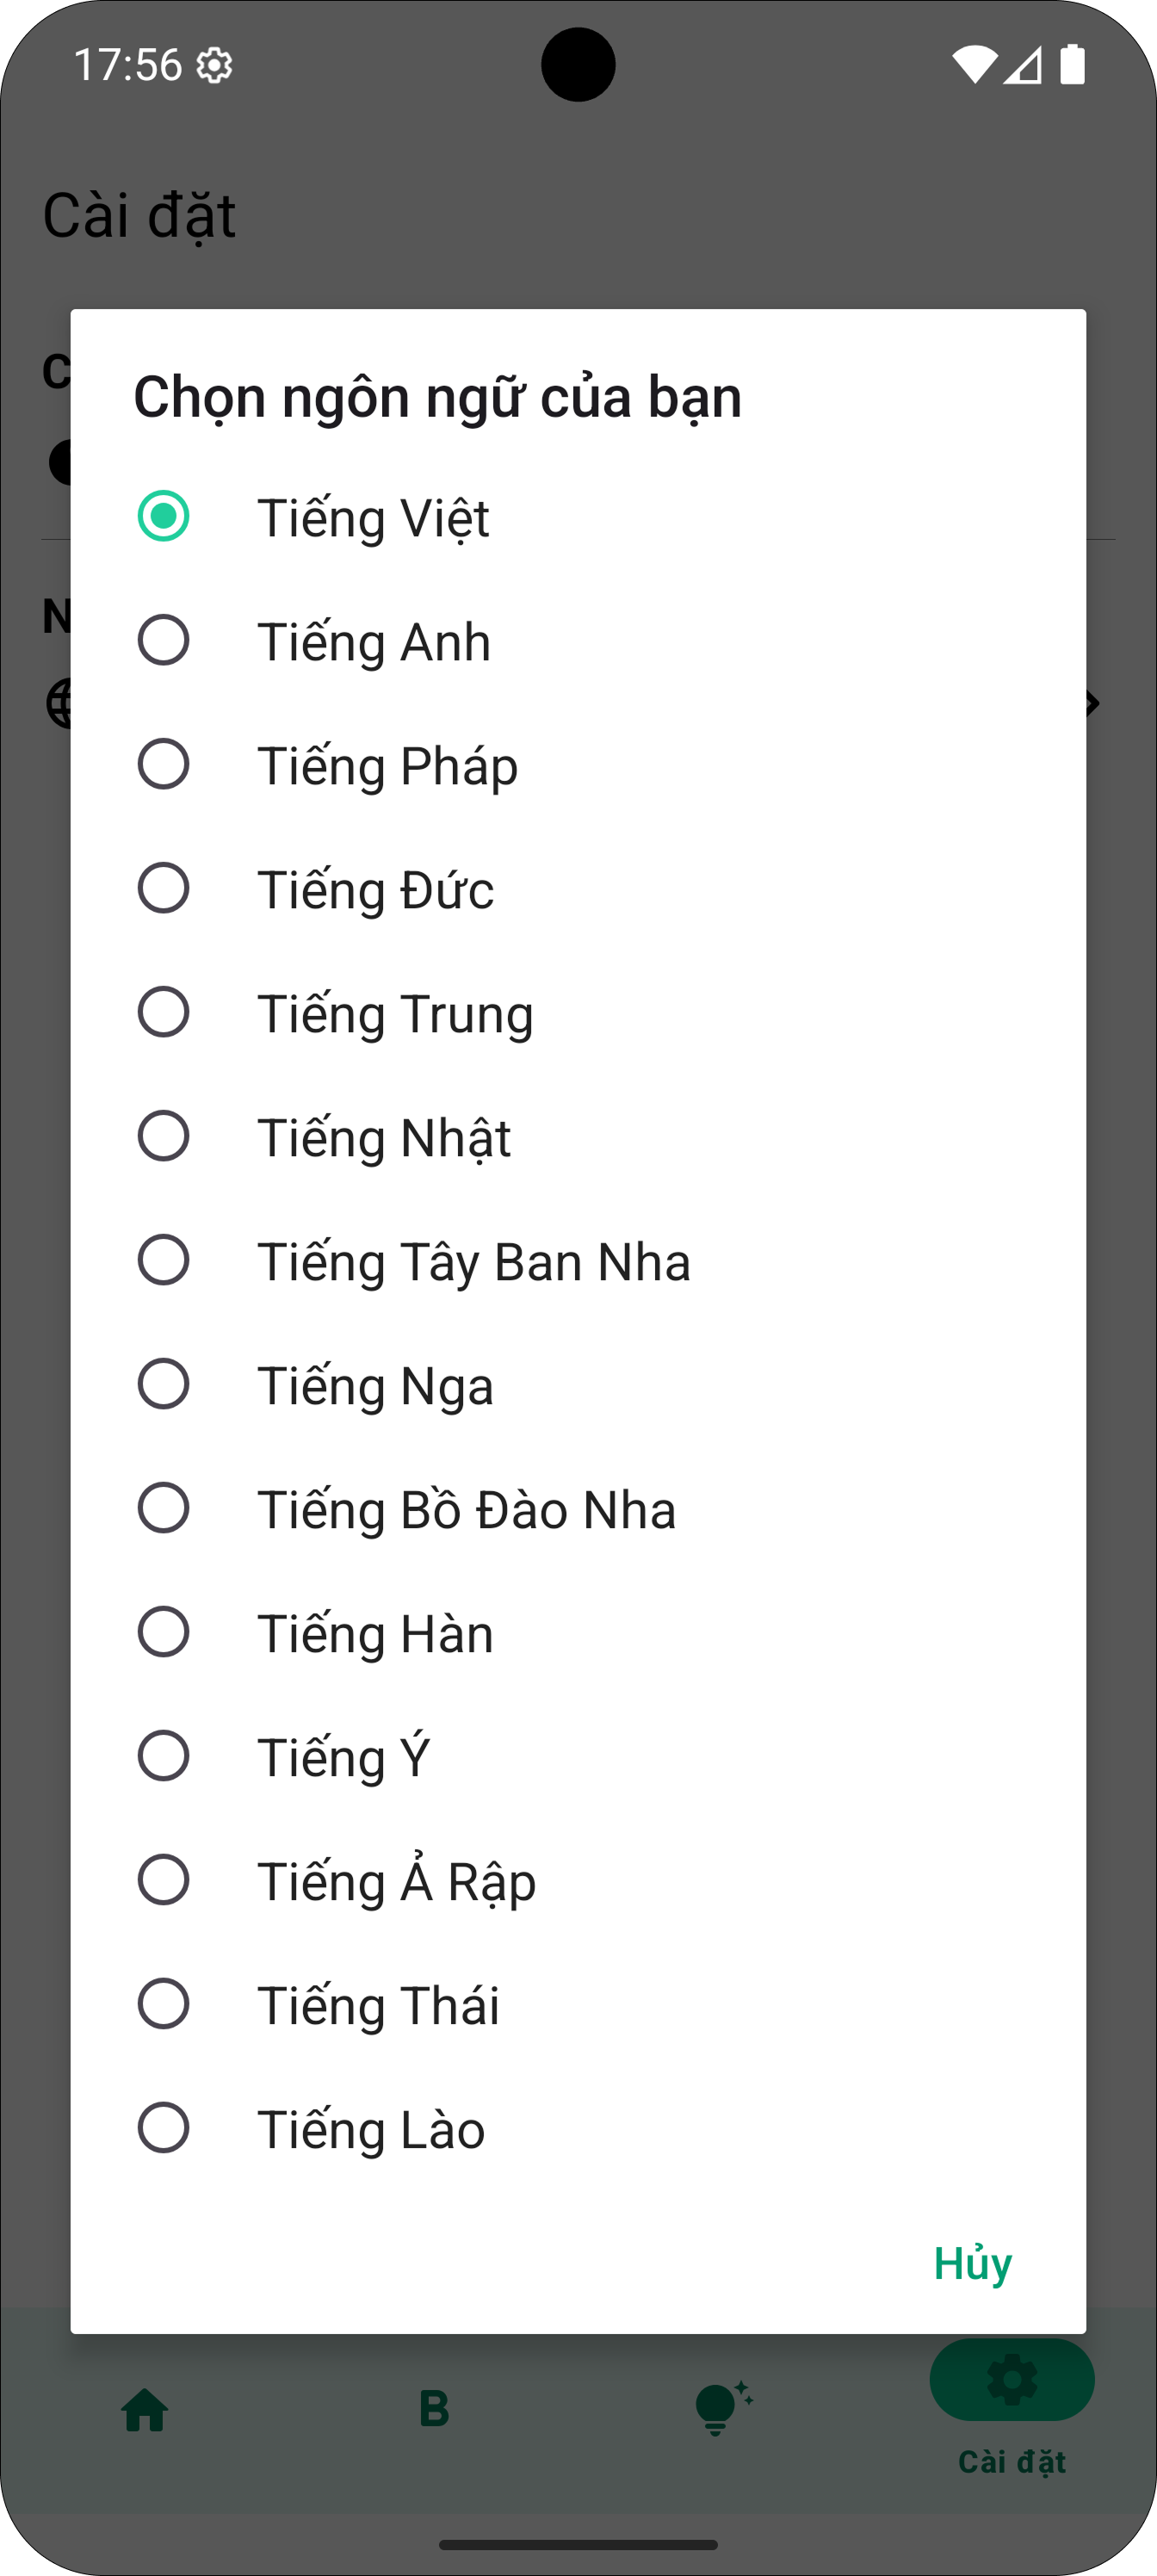 17:56
Cài đặt
C
Chọn ngôn ngữ của bạn
Tiếng Việt
Tiếng Anh
N
Tiếng Pháp
Tiếng Đức
Tiếng Trung
Tiếng Nhật
Tiếng Tây Ban Nha
Tiếng Nga
Tiếng Bồ Đào Nha
Tiếng Hàn
Tiếng Ý
Tiếng Ả Rập
Tiếng Thái
Tiếng Lào
Hủy
B
Cài đặt